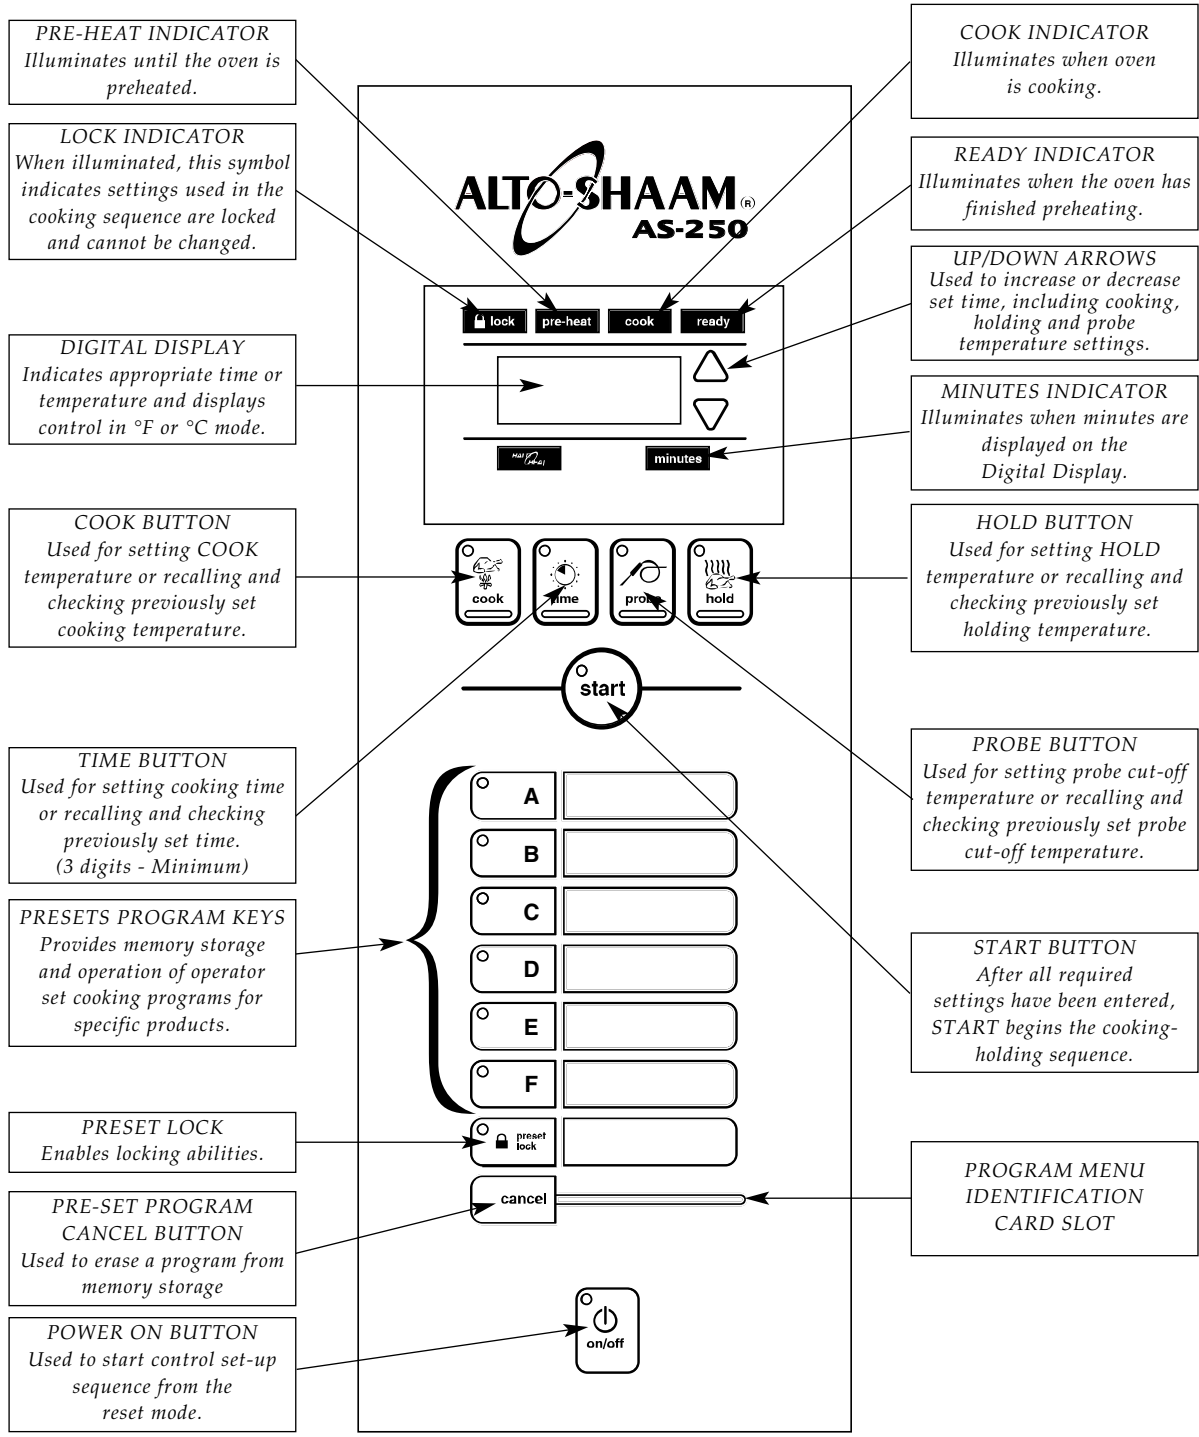 PRE-HEAT INDICATOR
Illuminates until the oven is
preheated.
LOCK INDICATOR
When illuminated, this symbol
indicates settings used in the
cooking sequence are locked
and cannot be changed.
DIGITAL DISPLAY
Indicates appropriate time or
temperature and displays
control in °F or °C mode.
COOK BUTTON
Used for setting COOK
temperature or recalling and
checking previously set
cooking temperature.
TIME BUTTON
Used for setting cooking time
or recalling and checking
previously set time.
(3 digits - Minimum)
PRESETS PROGRAM KEYS
Provides memory storage
and operation of operator
set cooking programs for
specific products.
PRESET LOCK
Enables locking abilities.
PRE-SET PROGRAM
CANCEL BUTTON
Used to erase a program from
memory storage
POWER ON BUTTON
Used to start control set-up
sequence from the
reset mode.
ALTO-SHAAM®
AS-250
lock pre-heat cook ready
minutes
cook time probe hold
start
A
B
C
D
E
F
preset
lock
cancel
on/off
COOK INDICATOR
Illuminates when oven
is cooking.
READY INDICATOR
Illuminates when the oven has
finished preheating.
UP/DOWN ARROWS
Used to increase or decrease
set time, including cooking,
holding and probe
temperature settings.
MINUTES INDICATOR
Illuminates when minutes are
displayed on the
Digital Display.
HOLD BUTTON
Used for setting HOLD
temperature or recalling and
checking previously set
holding temperature.
PROBE BUTTON
Used for setting probe cut-off
temperature or recalling and
checking previously set probe
cut-off temperature.
START BUTTON
After all required
settings have been entered,
START begins the cooking-
holding sequence.
PROGRAM MENU
IDENTIFICATION
CARD SLOT